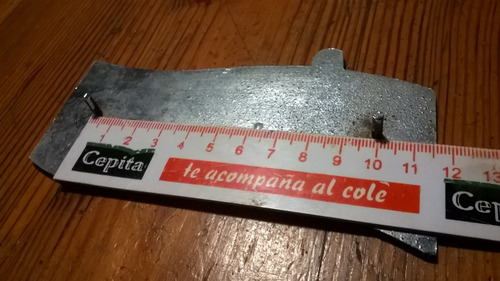 1 2 3 4 5 6 7 8 9 10 11 12 13
Cepita te acompaña al cole Cepi